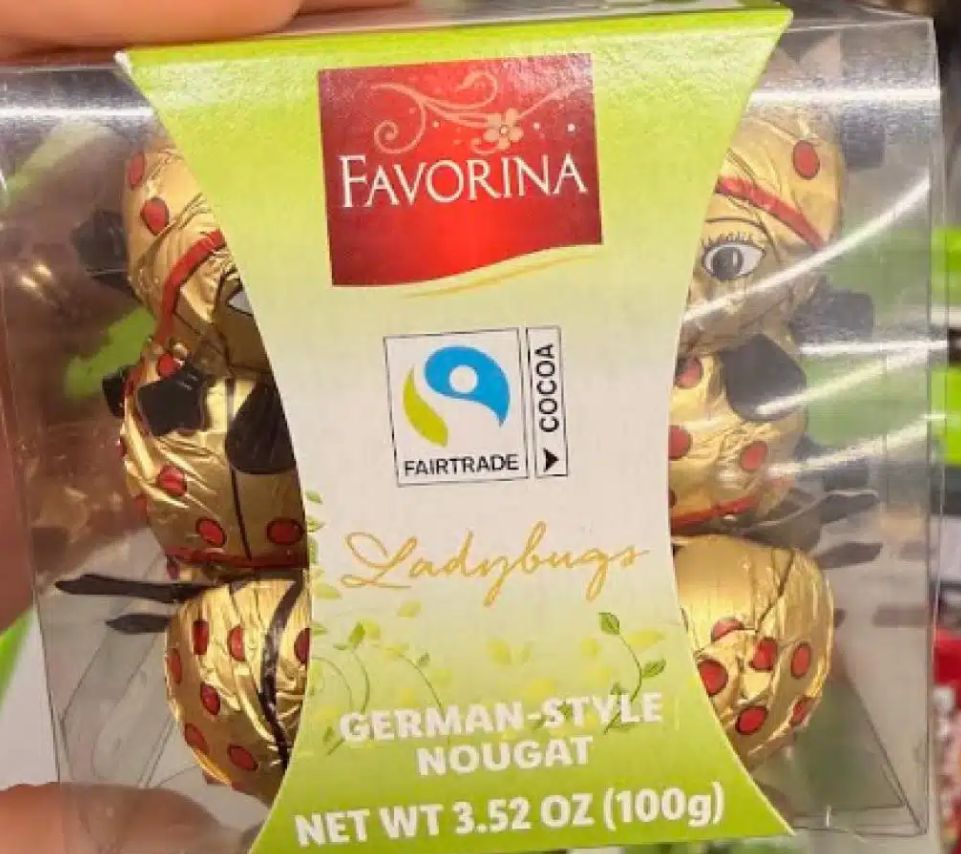 FAVORINA
FAIRTRADE
COCOA
Ladybugs
GERMAN-STYLE
NOUGAT
NET WT 3.52 OZ (100g)